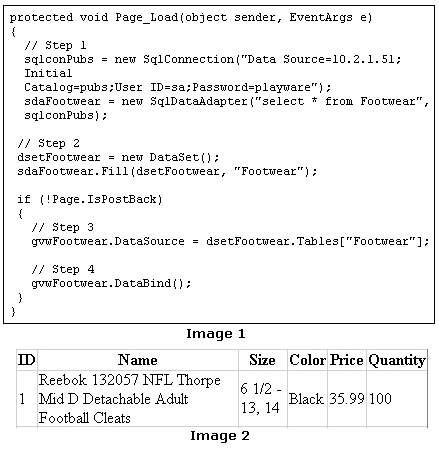 protected void Page_Load(object sender, EventArgs e)
{
// Step 1
sqlconPubs = new SqlConnection("Data Source=10.2.1.51;
Initial
Catalog=pubs;User ID=sa;Password=playware");
sdaFootwear = new SqlDataAdapter("select * from Footwear",
sqlconPubs);
// Step 2
dsetFootwear = new DataSet();
sdaFootwear.Fill(dsetFootwear, "Footwear");
if (!Page.IsPostBack)
{
// Step 3
gvwFootwear.DataSource = dsetFootwear.Tables["Footwear"];
// Step 4
gvwFootwear.DataBind();
}
}
Image 1
ID Name Size Color Price Quantity
Reebok 132057 NFL Thorpe
1 Mid D Detachable Adult 6 1/2 - Black 35.99 100
Football Cleats 13, 14
Image 2